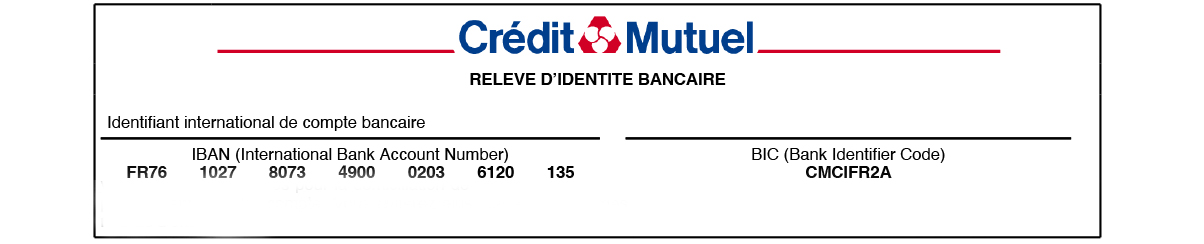 Crédit Mutuel
RELEVE D'IDENTITE BANCAIRE
Identifiant international de compte bancaire
IBAN (International Bank Account Number)
FR76 1027 8073 4900 0203 6120 135
BIC (Bank Identifier Code)
CMCIFR2A